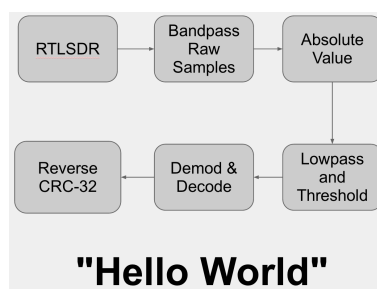 RTLSDR
Bandpass
Raw
Samples
Absolute
Value
Reverse
CRC-32
Demod &
Decode
Lowpass
and
Threshold
"Hello World"